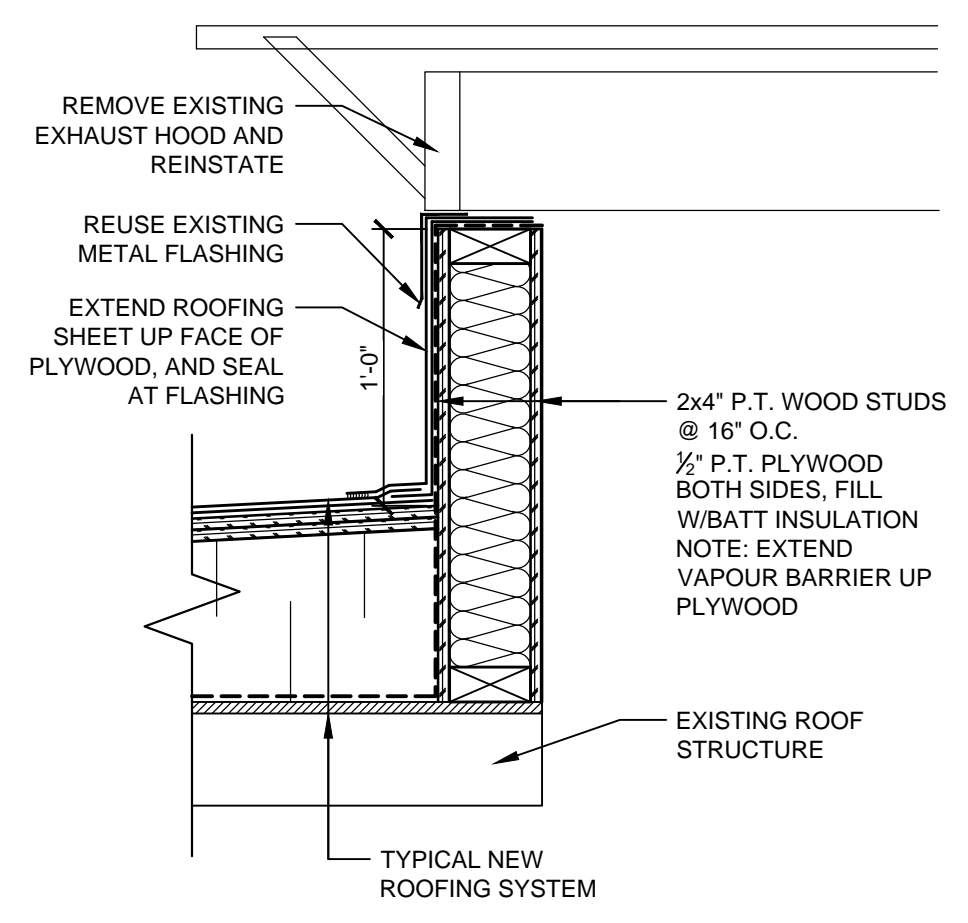 REMOVE EXISTING
EXHAUST HOOD AND
REINSTATE
REUSE EXISTING
METAL FLASHING
EXTEND ROOFING
SHEET UP FACE OF
PLYWOOD, AND SEAL
AT FLASHING
1'-0"
2x4" P.T. WOOD STUDS
@ 16" O.C.
½" P.T. PLYWOOD
BOTH SIDES, FILL
W/BATT INSULATION
NOTE: EXTEND
VAPOUR BARRIER UP
PLYWOOD
EXISTING ROOF
STRUCTURE
TYPICAL NEW
ROOFING SYSTEM